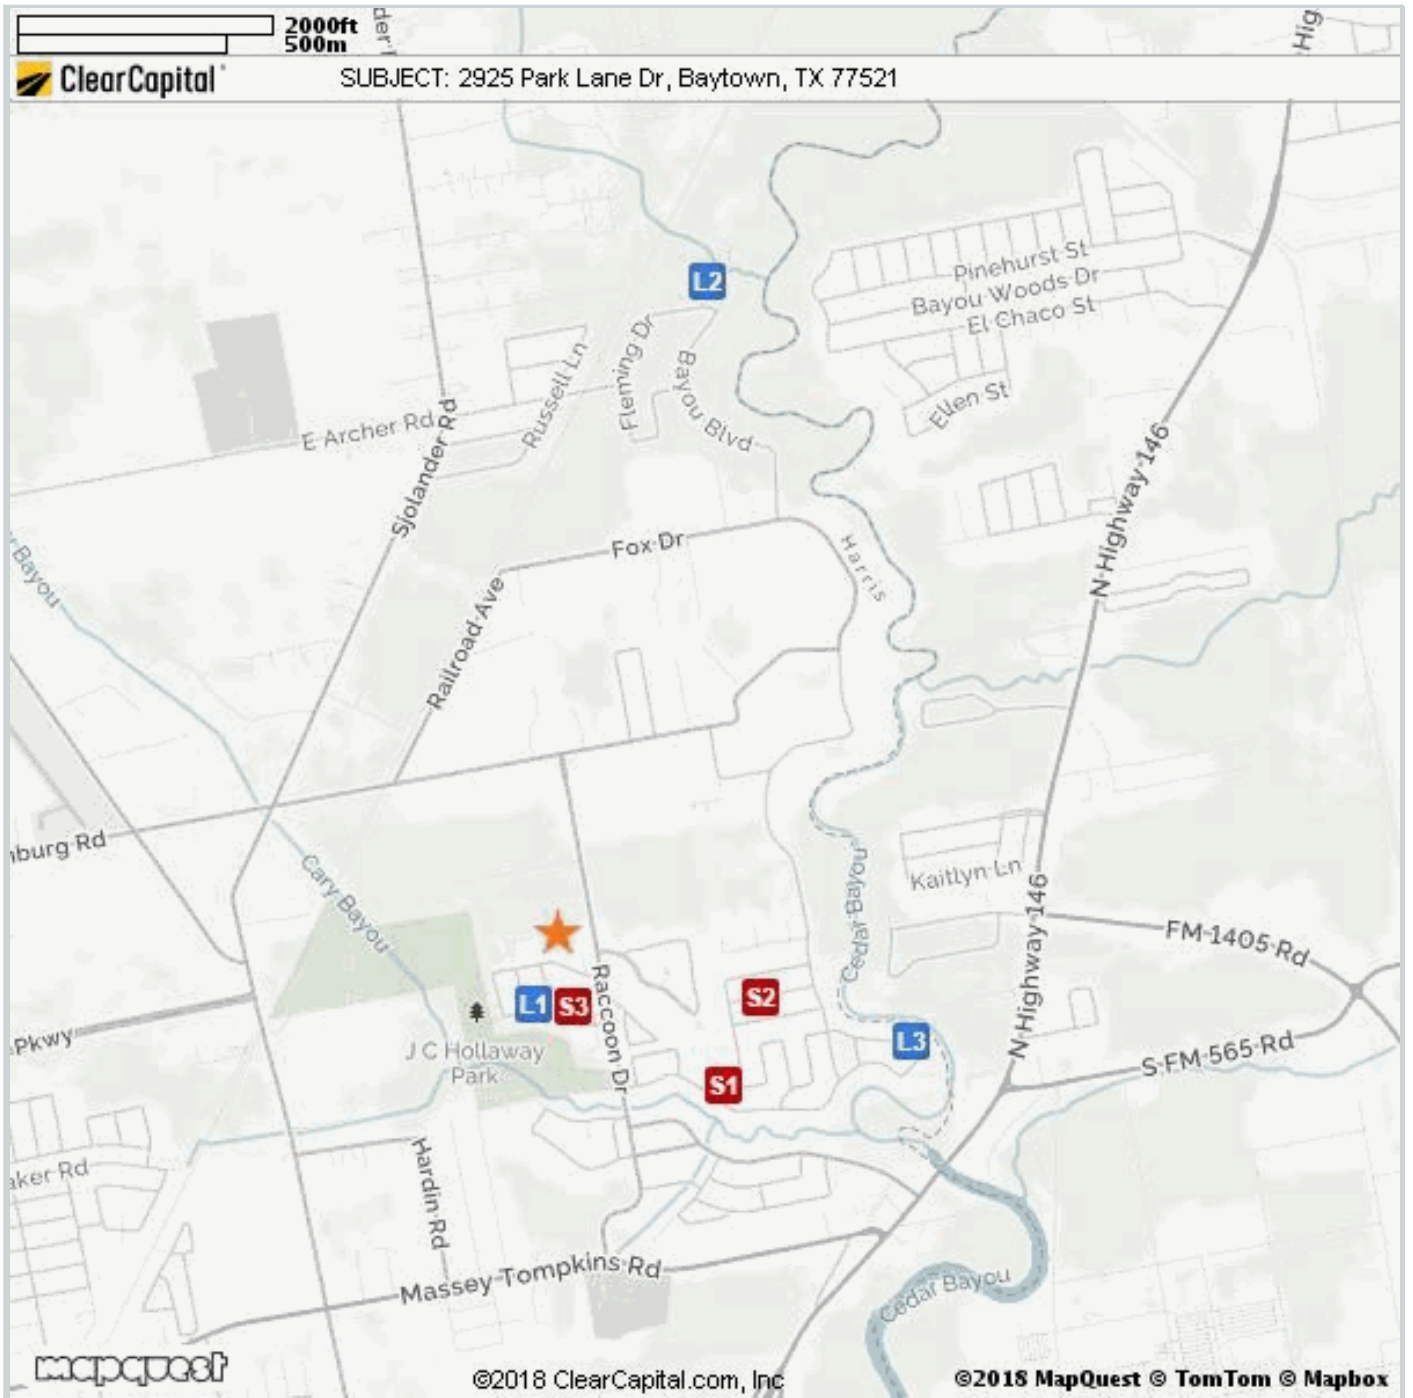 2000ft
500m
ClearCapital
SUBJECT: 2925 Park Lane Dr, Baytown, TX 77521
L2
Pinehurst St
Bayou Woods Dr
El Chaco St
Fleming Dr
Russell Ln
Bayou Blvd
Ellen St
E Archer Rd
Sjolander Rd
N Highway 146
Fox Dr
Harris
Railroad Ave
Bayou
Cary Bayou
Cedar Bayou
Kaitlyn Ln
N Highway 146
FM 1405 Rd
Raccoon Dr
L1
S3
S2
Pkwy
J C Hollaway
Park
L3
S1
S FM 565 Rd
Hardin Rd
Massey Tompkins Rd
Cedar Bayou
mapquest
©2018 ClearCapital.com, Inc
©2018 MapQuest © TomTom © Mapbox